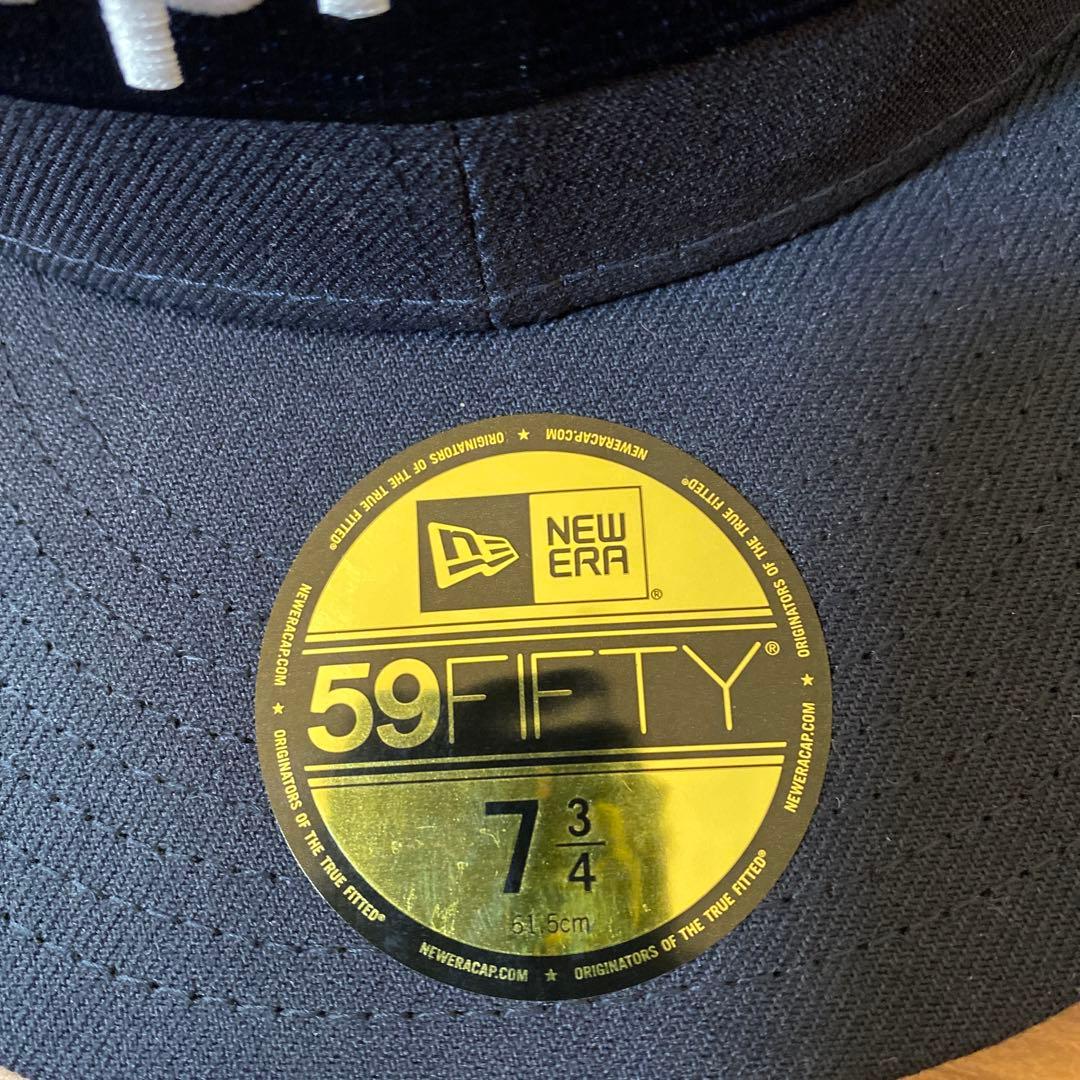 NEW
ERA
®
59FIFTY®
7 3/4
61.5cm
NEWERACAP.COM ★ ORIGINATORS OF THE TRUE FITTED®
NEWERACAP.COM ★ ORIGINATORS OF THE TRUE FITTED®
NEWERACAP.COM ★ ORIGINATORS OF THE TRUE FITTED®
NEWERACAP.COM ★ ORIGINATORS OF THE TRUE FITTED®